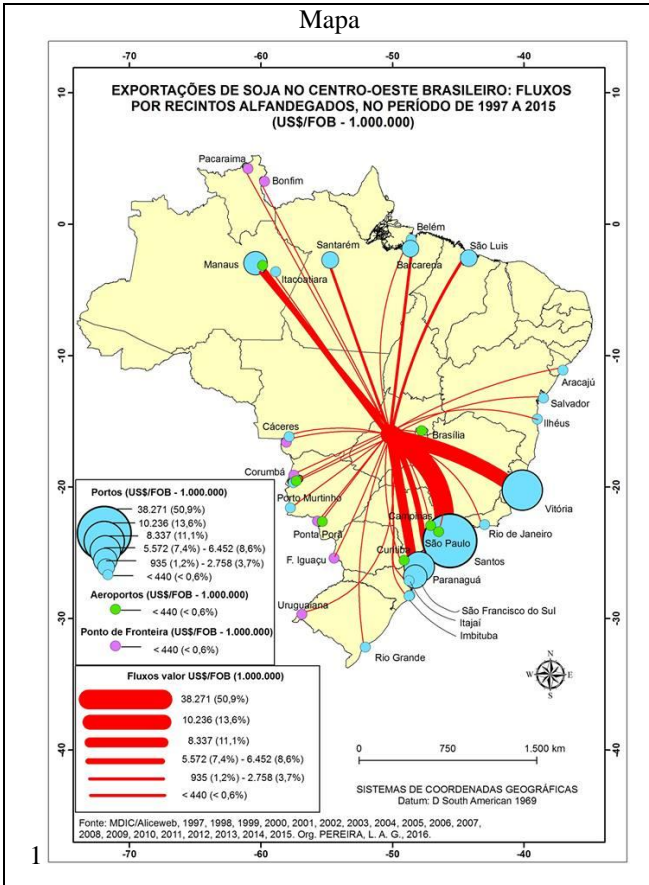 Mapa
-70
-60
-50
-40
EXPORTAÇÕES DE SOJA NO CENTRO-OESTE BRASILEIRO: FLUXOS
POR RECINTOS ALFANDEGADOS, NO PERÍODO DE 1997 A 2015
(US$/FOB - 1.000.000)
10
0
-10
-20
-30
-40
Pacaraima
Bonfim
Belém
Santarém
São Luis
Manaus
Barcarena
Itacoatiara
Aracajú
Salvador
Ilhéus
Cáceres
Brasília
Corumbá
Porto Murtinho
Vitória
Campinas
Rio de Janeiro
Ponta Porã
São Paulo
Curitiba
Santos
F. Iguaçu
Paranaguá
São Francisco do Sul
Uruguaiana
Itajaí
Imbituba
Rio Grande
Portos (US$/FOB - 1.000.000)
38.271 (50,9%)
10.236 (13,6%)
8.337 (11,1%)
5.572 (7,4%) - 6.452 (8,6%)
935 (1,2%) - 2.758 (3,7%)
< 440 (< 0,6%)
Aeroportos (US$/FOB - 1.000.000)
< 440 (< 0,6%)
Ponto de Fronteira (US$/FOB - 1.000.000)
< 440 (< 0,6%)
Fluxos valor US$/FOB (1.000.000)
38.271 (50,9%)
10.236 (13,6%)
8.337 (11,1%)
5.572 (7,4%) - 6.452 (8,6%)
935 (1,2%) - 2.758 (3,7%)
< 440 (< 0,6%)
N
W
E
S
0 750 1.500 km
SISTEMAS DE COORDENADAS GEOGRÁFICAS
Datum: D South American 1969
-70
-60
-50
-40
Fonte: MDIC/Aliceweb, 1997, 1998, 1999, 2000, 2001, 2002, 2003, 2004, 2005, 2006, 2007,
2008, 2009, 2010, 2011, 2012, 2013, 2014, 2015. Org. PEREIRA, L. A. G., 2016.
1